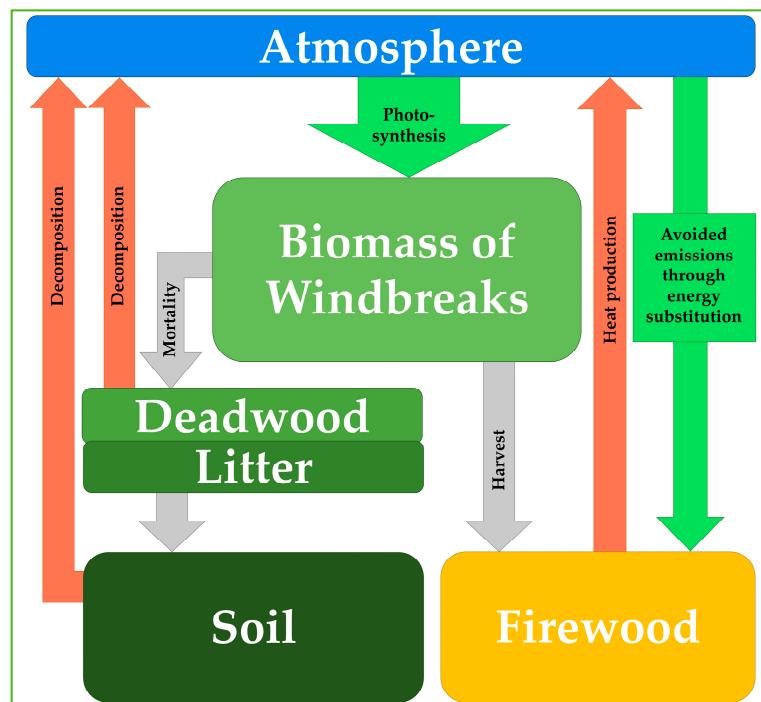 Atmosphere
Photo-
synthesis
Decomposition
Decomposition
Biomass of
Windbreaks
Heat production
Avoided
emissions
through
energy
substitution
Mortality
Deadwood
Litter
Harvest
Soil
Firewood